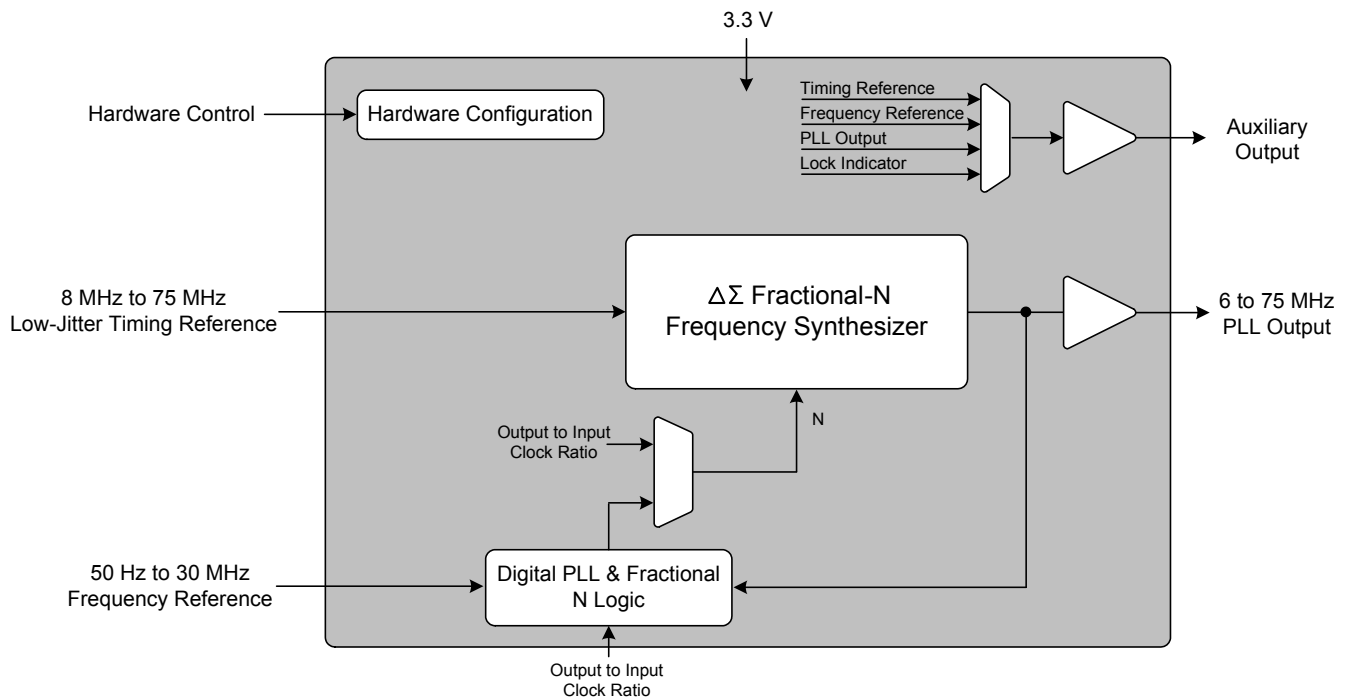 3.3 V
Hardware Control
Hardware Configuration
Timing Reference
Frequency Reference
PLL Output
Lock Indicator
Auxiliary
Output
8 MHz to 75 MHz
Low-Jitter Timing Reference
ΔΣ Fractional-N
Frequency Synthesizer
6 to 75 MHz
PLL Output
N
Output to Input
Clock Ratio
50 Hz to 30 MHz
Frequency Reference
Digital PLL & Fractional
N Logic
Output to Input
Clock Ratio